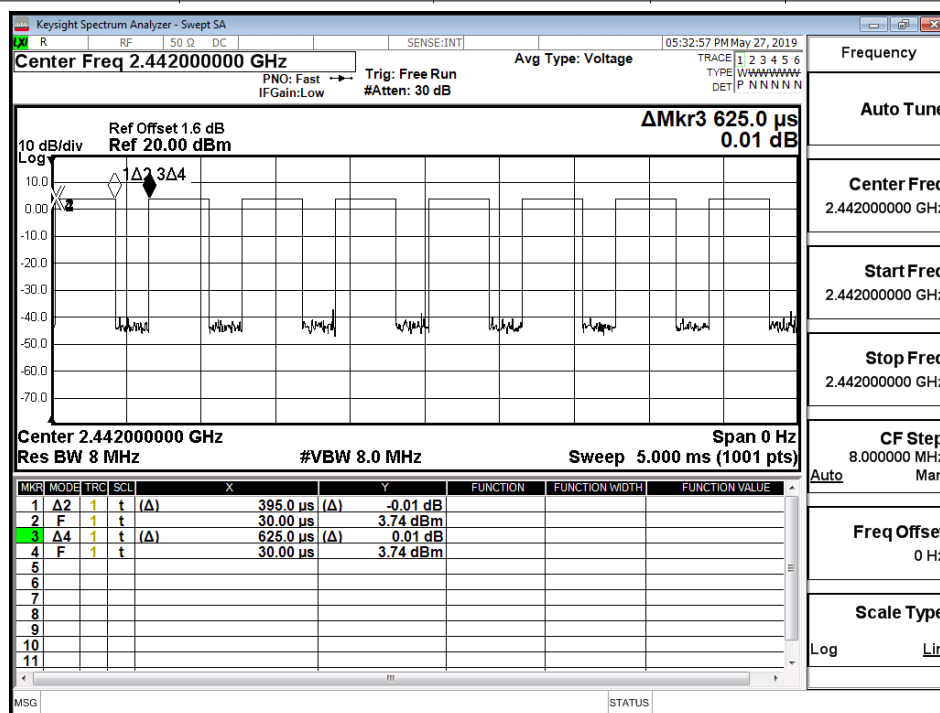 Keysight Spectrum Analyzer - Swept SA
LXI R RF 50 Ω DC SENSE:INT 05:32:57 PM May 27, 2019
Center Freq 2.442000000 GHz
PNO: Fast
IFGain:Low
Trig: Free Run
#Atten: 30 dB
Avg Type: Voltage
TRACE 1 2 3 4 5 6
TYPE WWWWWW
DET P N N N N N
ΔMkr3 625.0 µs
0.01 dB
Ref Offset 1.6 dB
10 dB/div Ref 20.00 dBm
Log
1Δ2 3Δ4
10.0
0.00
2
-10.0
-20.0
-30.0
-40.0
-50.0
-60.0
-70.0
Center 2.442000000 GHz Span 0 Hz
Res BW 8 MHz #VBW 8.0 MHz Sweep 5.000 ms (1001 pts)
MKR MODE TRC SCL X Y FUNCTION FUNCTION WIDTH FUNCTION VALUE
1 Δ2 1 t (Δ) 395.0 µs (Δ) -0.01 dB
2 F 1 t 30.00 µs 3.74 dBm
3 Δ4 1 t (Δ) 625.0 µs (Δ) 0.01 dB
4 F 1 t 30.00 µs 3.74 dBm
5
6
7
8
9
10
11
MSG STATUS
Frequency
Auto Tune
Center Freq
2.442000000 GHz
Start Freq
2.442000000 GHz
Stop Freq
2.442000000 GHz
CF Step
8.000000 MHz
Auto Man
Freq Offset
0 Hz
Scale Type
Log Lin